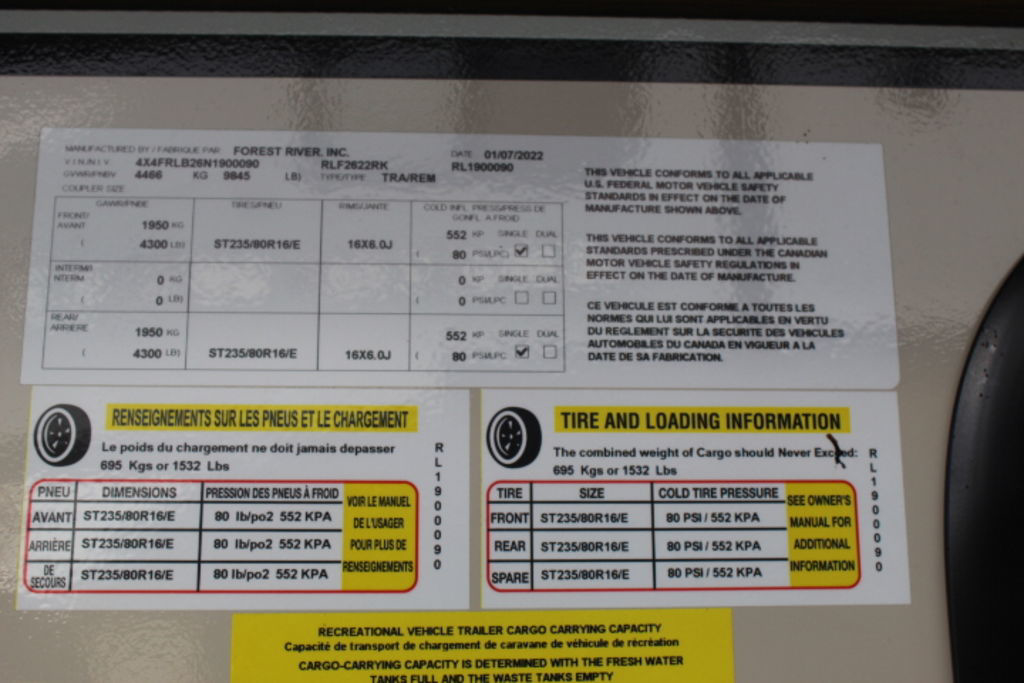 MANUFACTURED BY / FABRIQUE PAR FOREST RIVER, INC. DATE 01/07/2022
V.I.N./N.I.V. 4X4FRLB26N1900090 RLF2622RK RL1900090
GVWR/PNBV 4466 KG 9845 LB) TYPE/TYPE TRA/REM
COUPLER SIZE
GAWR/PNBE TIRES/PNEU RIMS/JANTE COLD INFL. PRESS/PRESS DE GONFL. A FROID
FRONT/ AVANT 1950 KG 552 KP SINGLE DUAL
( 4300 LB) ST235/80R16/E 16X6.0J ( 80 PSI/LPC)
INTERM/ INTERM 0 KG 0 KP SINGLE DUAL
( 0 LB) ( 0 PSI/LPC
REAR/ ARRIERE 1950 KG 552 KP SINGLE DUAL
( 4300 LB) ST235/80R16/E 16X6.0J ( 80 PSI/LPC
THIS VEHICLE CONFORMS TO ALL APPLICABLE
U.S. FEDERAL MOTOR VEHICLE SAFETY
STANDARDS IN EFFECT ON THE DATE OF
MANUFACTURE SHOWN ABOVE.
THIS VEHICLE CONFORMS TO ALL APPLICABLE
STANDARDS PRESCRIBED UNDER THE CANADIAN
MOTOR VEHICLE SAFETY REGULATIONS IN
EFFECT ON THE DATE OF MANUFACTURE.
CE VEHICULE EST CONFORME A TOUTES LES
NORMES QUI LUI SONT APPLICABLES EN VERTU
DU REGLEMENT SUR LA SECURITE DES VEHICULES
AUTOMOBILES DU CANADA EN VIGUEUR A LA
DATE DE SA FABRICATION.
RENSEIGNEMENTS SUR LES PNEUS ET LE CHARGEMENT
Le poids du chargement ne doit jamais depasser
695 Kgs or 1532 Lbs
PNEU DIMENSIONS PRESSION DES PNEUS À FROID
AVANT ST235/80R16/E 80 lb/po2 552 KPA
ARRIÈRE ST235/80R16/E 80 lb/po2 552 KPA
DE SECOURS ST235/80R16/E 80 lb/po2 552 KPA
VOIR LE MANUEL
DE L'USAGER
POUR PLUS DE
RENSEIGNEMENTS
RL1900090
TIRE AND LOADING INFORMATION
The combined weight of Cargo should Never Exceed:
695 Kgs or 1532 Lbs
TIRE SIZE COLD TIRE PRESSURE
FRONT ST235/80R16/E 80 PSI / 552 KPA
REAR ST235/80R16/E 80 PSI / 552 KPA
SPARE ST235/80R16/E 80 PSI / 552 KPA
SEE OWNER'S
MANUAL FOR
ADDITIONAL
INFORMATION
RL1900090
RECREATIONAL VEHICLE TRAILER CARGO CARRYING CAPACITY
Capacité de transport de chargement de caravane de véhicule de récréation
CARGO-CARRYING CAPACITY IS DETERMINED WITH THE FRESH WATER
TANKS FULL AND THE WASTE TANKS EMPTY